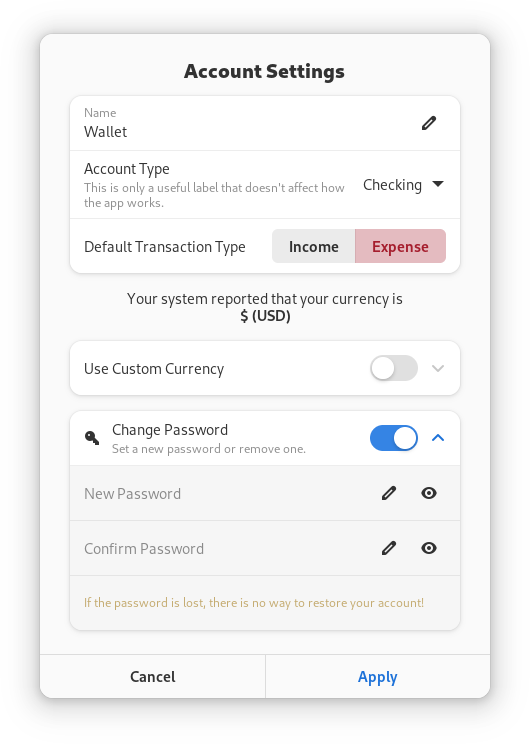 Account Settings
Name
Wallet
Account Type
This is only a useful label that doesn't affect how
the app works.
Checking
Default Transaction Type
Income
Expense
Your system reported that your currency is
$ (USD)
Use Custom Currency
Change Password
Set a new password or remove one.
New Password
Confirm Password
If the password is lost, there is no way to restore your account!
Cancel
Apply